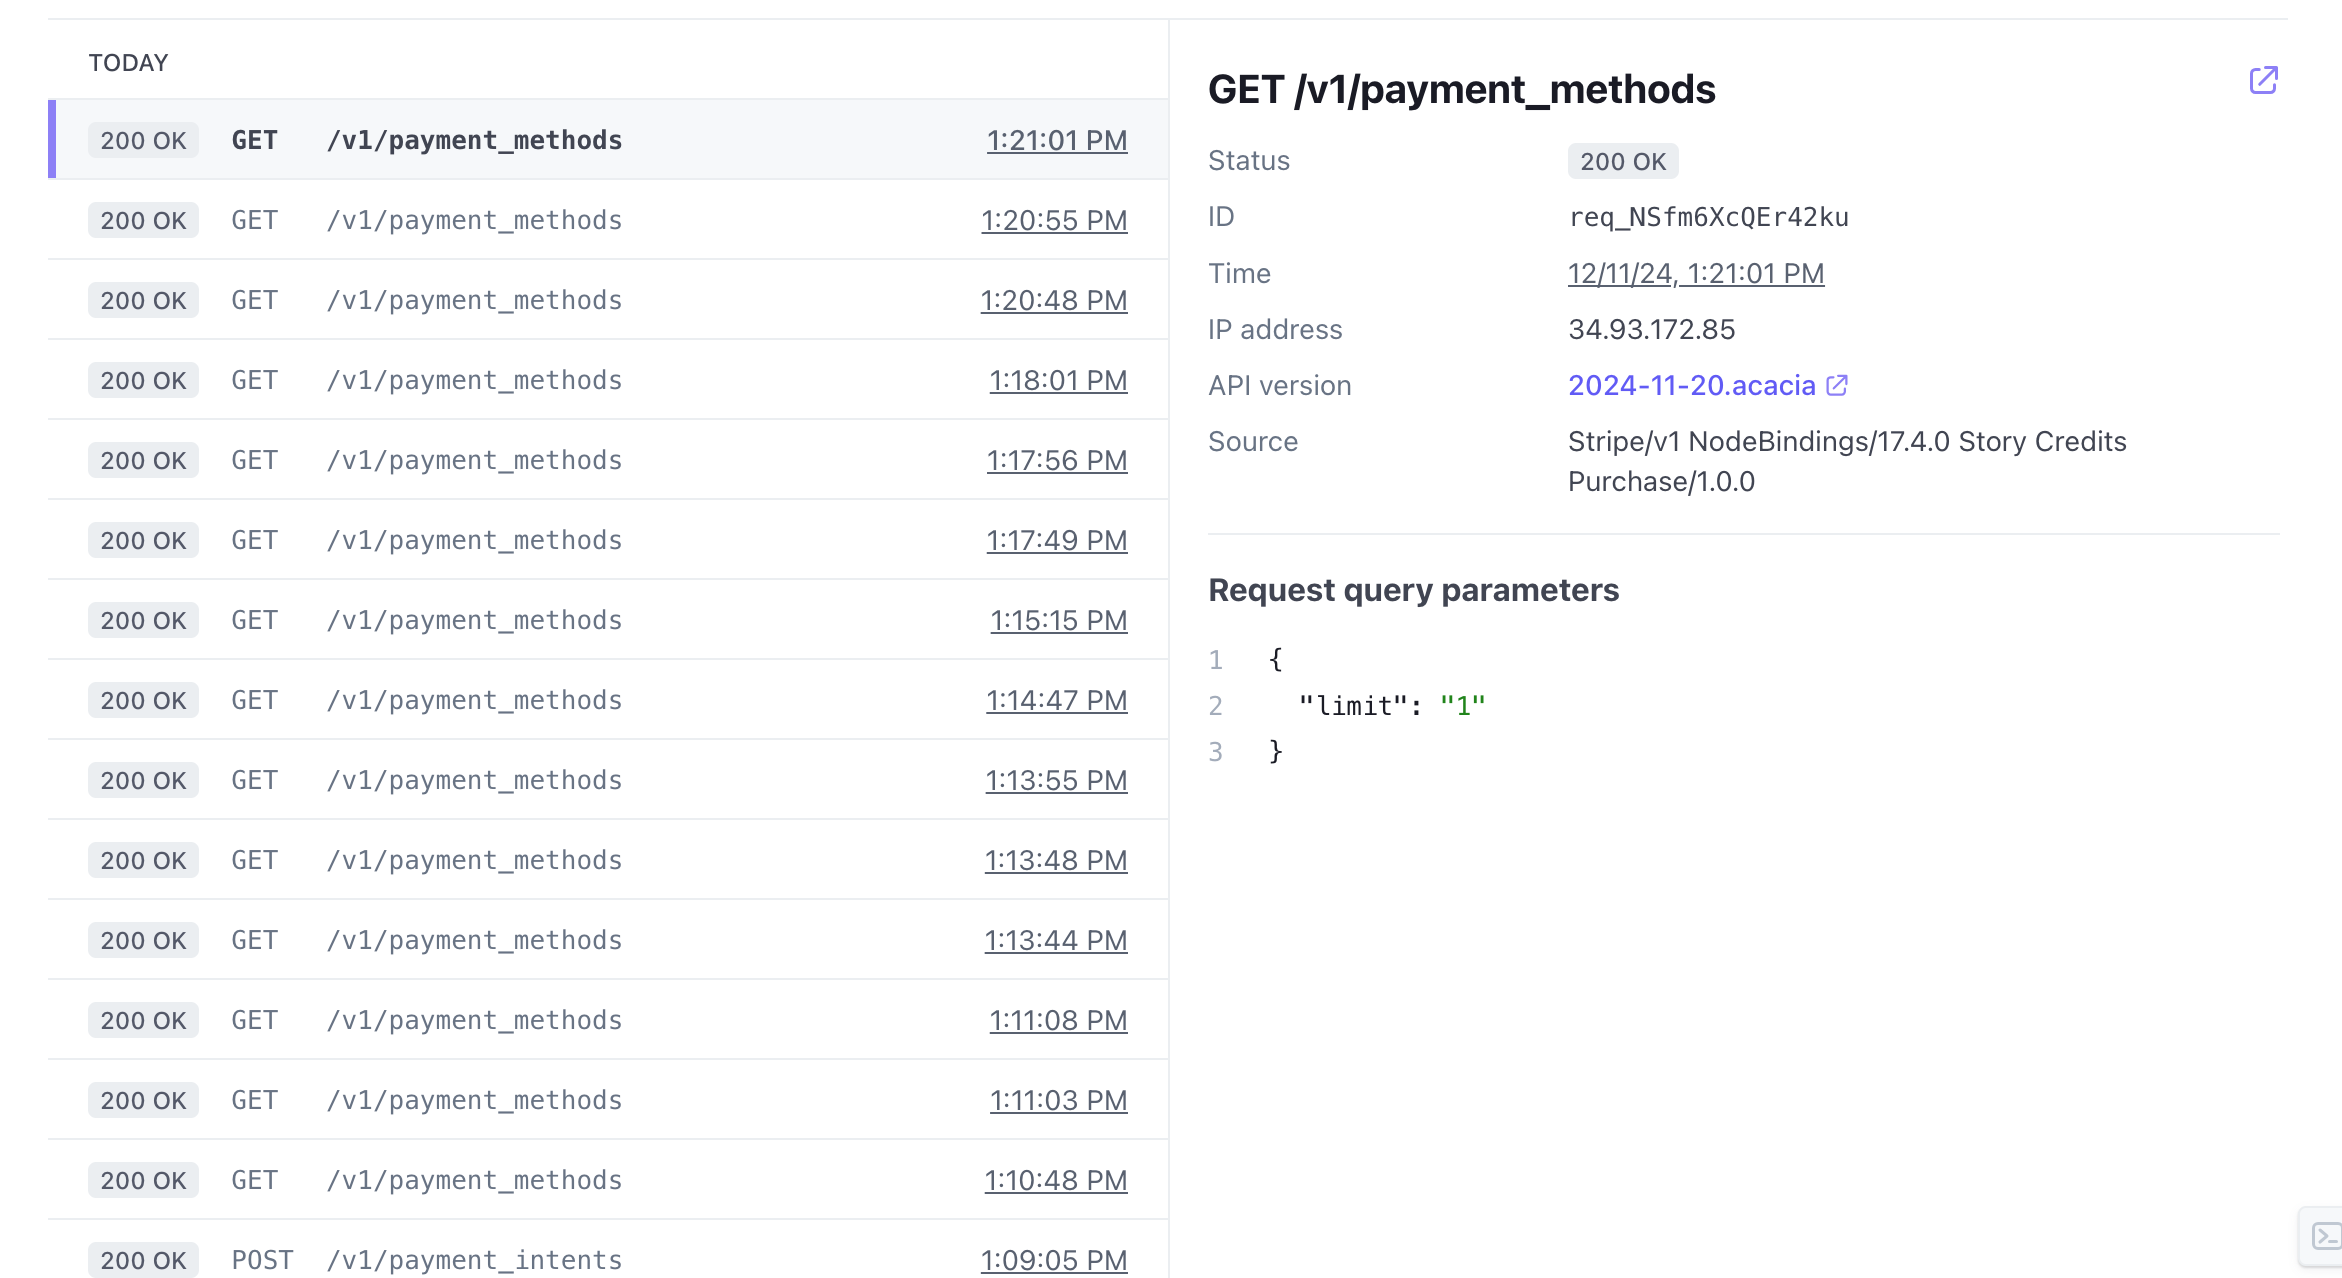 TODAY
200 OK GET /v1/payment_methods 1:21:01 PM
200 OK GET /v1/payment_methods 1:20:55 PM
200 OK GET /v1/payment_methods 1:20:48 PM
200 OK GET /v1/payment_methods 1:18:01 PM
200 OK GET /v1/payment_methods 1:17:56 PM
200 OK GET /v1/payment_methods 1:17:49 PM
200 OK GET /v1/payment_methods 1:15:15 PM
200 OK GET /v1/payment_methods 1:14:47 PM
200 OK GET /v1/payment_methods 1:13:55 PM
200 OK GET /v1/payment_methods 1:13:48 PM
200 OK GET /v1/payment_methods 1:13:44 PM
200 OK GET /v1/payment_methods 1:11:08 PM
200 OK GET /v1/payment_methods 1:11:03 PM
200 OK GET /v1/payment_methods 1:10:48 PM
200 OK POST /v1/payment_intents 1:09:05 PM
GET /v1/payment_methods
Status 200 OK
ID req_NSfm6XcQEr42ku
Time 12/11/24, 1:21:01 PM
IP address 34.93.172.85
API version 2024-11-20.acacia
Source Stripe/v1 NodeBindings/17.4.0 Story Credits
Purchase/1.0.0
Request query parameters
1 {
2 "limit": "1"
3 }